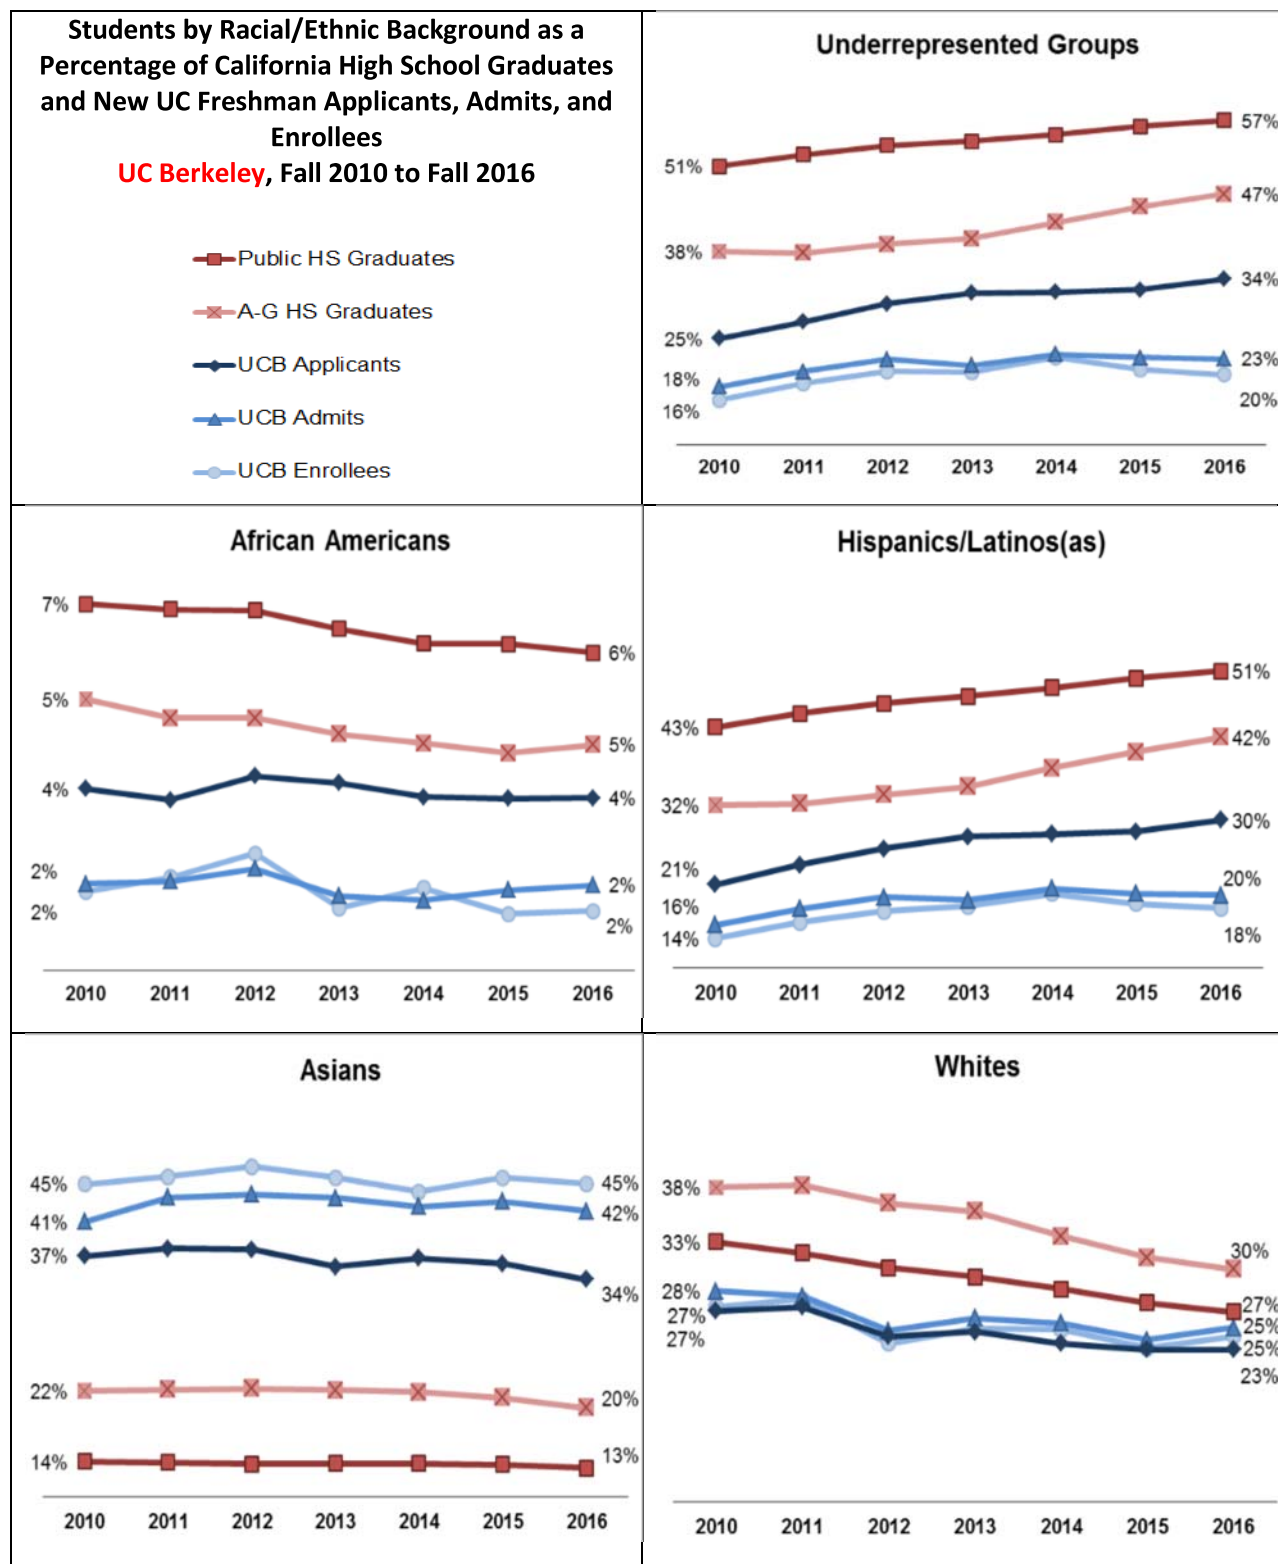 Students by Racial/Ethnic Background as a
Percentage of California High School Graduates
and New UC Freshman Applicants, Admits, and
Enrollees
UC Berkeley, Fall 2010 to Fall 2016
Public HS Graduates
A-G HS Graduates
UCB Applicants
UCB Admits
UCB Enrollees
Underrepresented Groups
57%
51%
47%
38%
34%
25%
23%
18%
20%
16%
2010 2011 2012 2013 2014 2015 2016
African Americans
7%
6%
5%
5%
4%
4%
2%
2%
2%
2%
2010 2011 2012 2013 2014 2015 2016
Hispanics/Latinos(as)
51%
43%
42%
32%
30%
21%
20%
16%
18%
14%
2010 2011 2012 2013 2014 2015 2016
Asians
45%
45%
42%
41%
37%
34%
22%
20%
14%
13%
2010 2011 2012 2013 2014 2015 2016
Whites
38%
33%
30%
28%
27%
27%
25%
27%
25%
23%
2010 2011 2012 2013 2014 2015 2016